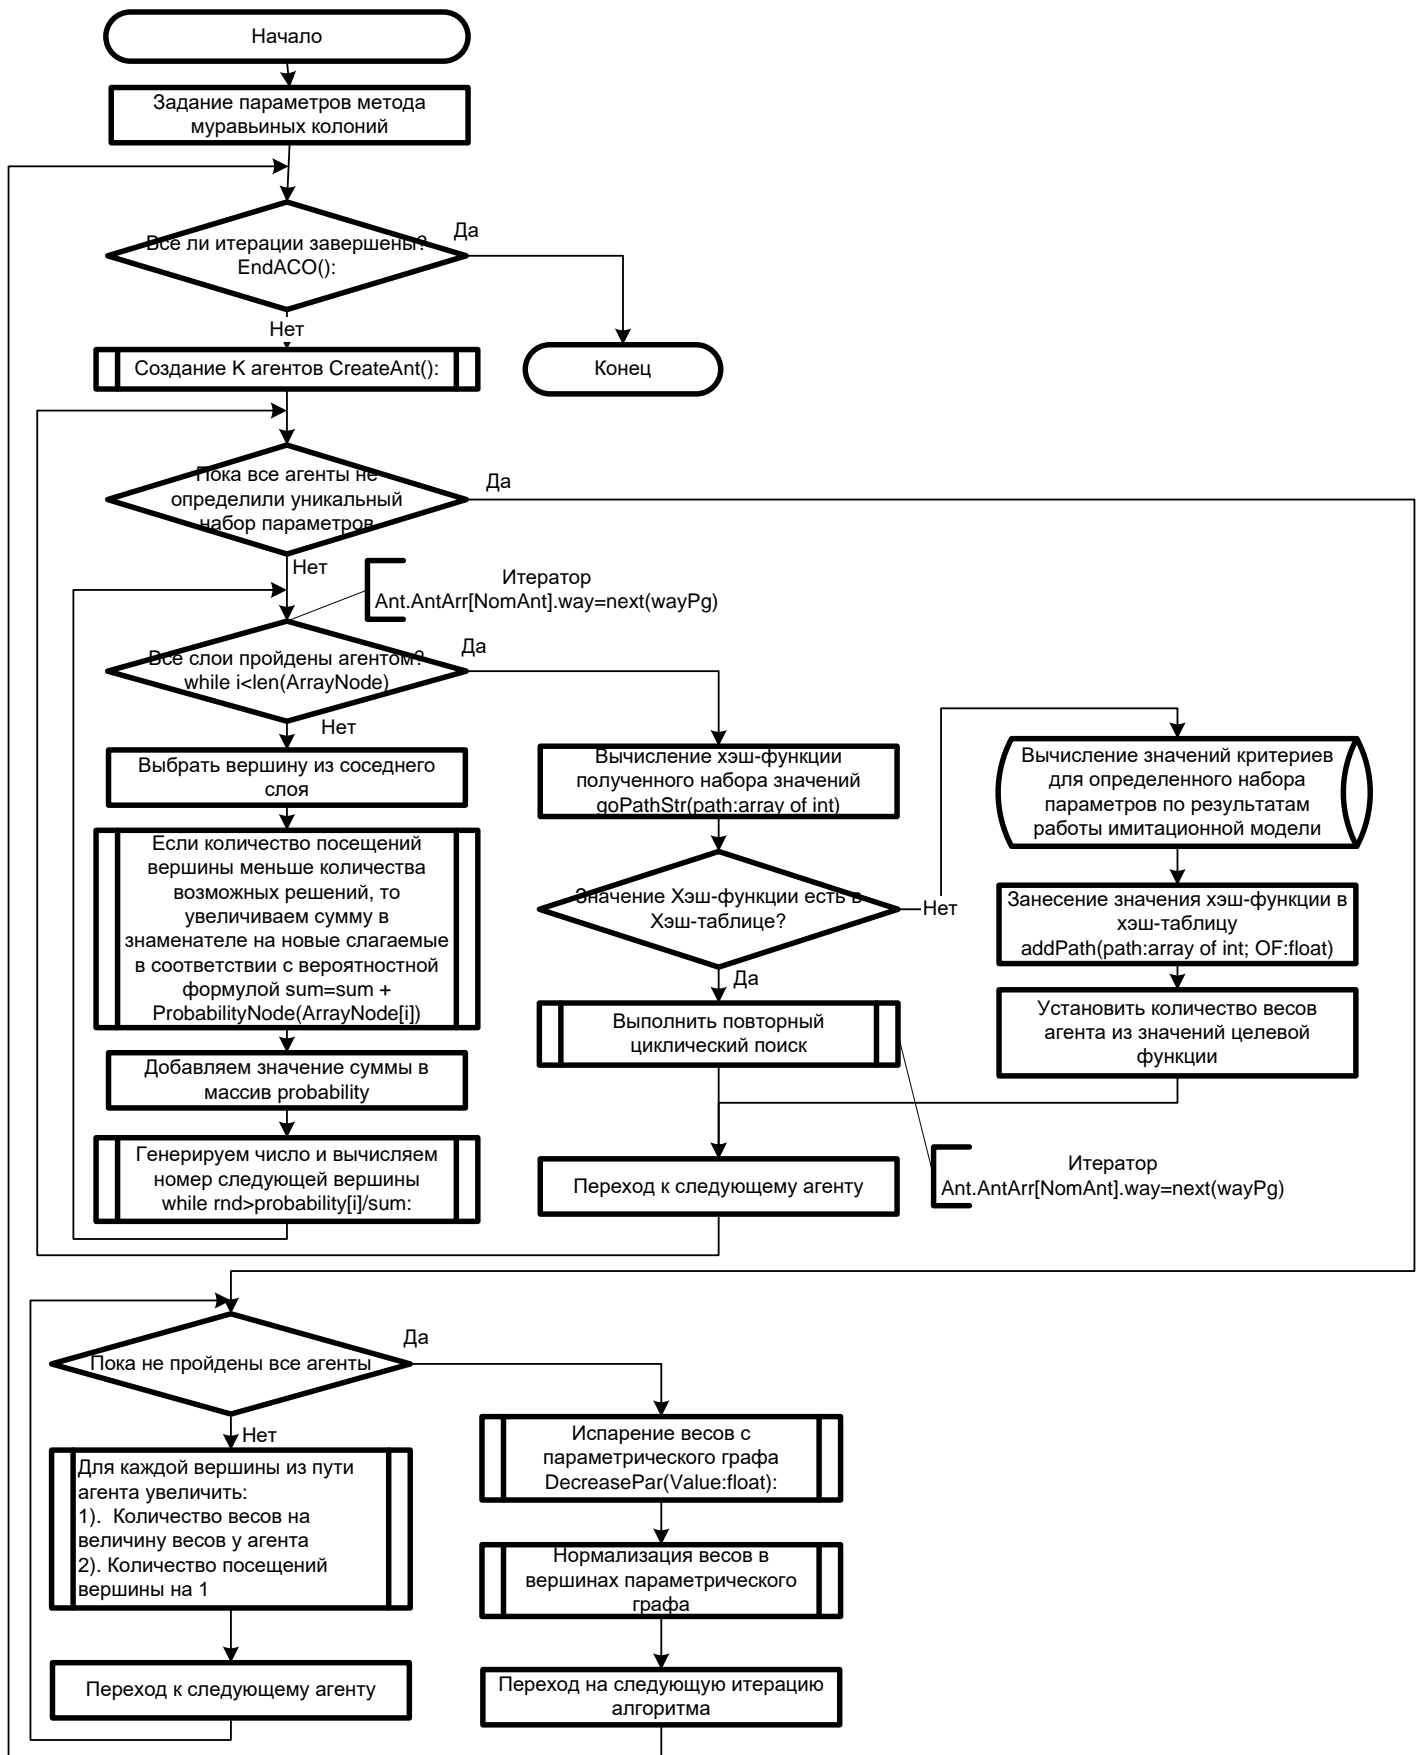 Начало
Задание параметров метода
муравьиных колоний
Все ли итерации завершены?
EndACO():
Да
Нет
Создание K агентов CreateAnt():
Конец
Пока все агенты не
определили уникальный
набор параметров
Да
Нет
Итератор
Ant.AntArr[NomAnt].way=next(wayPg)
Все слои пройдены агентом?
while i<len(ArrayNode)
Да
Нет
Выбрать вершину из соседнего
слоя
Если количество посещений
вершины меньше количества
возможных решений, то
увеличиваем сумму в
знаменателе на новые слагаемые
в соответствии с вероятностной
формулой sum=sum +
ProbabilityNode(ArrayNode[i])
Добавляем значение суммы в
массив probability
Генерируем число и вычисляем
номер следующей вершины
while rnd>probability[i]/sum:
Вычисление хэш-функции
полученного набора значений
goPathStr(path:array of int)
Значение Хэш-функции есть в
Хэш-таблице?
Нет
Да
Выполнить повторный
циклический поиск
Переход к следующему агенту
Вычисление значений критериев
для определенного набора
параметров по результатам
работы имитационной модели
Занесение значения хэш-функции в
хэш-таблицу
addPath(path:array of int; OF:float)
Установить количество весов
агента из значений целевой
функции
Итератор
Ant.AntArr[NomAnt].way=next(wayPg)
Пока не пройдены все агенты
Да
Нет
Для каждой вершины из пути
агента увеличить:
1).  Количество весов на
величину весов у агента
2). Количество посещений
вершины на 1
Переход к следующему агенту
Испарение весов с
параметрического графа
DecreasePar(Value:float):
Нормализация весов в
вершинах параметрического
графа
Переход на следующую итерацию
алгоритма